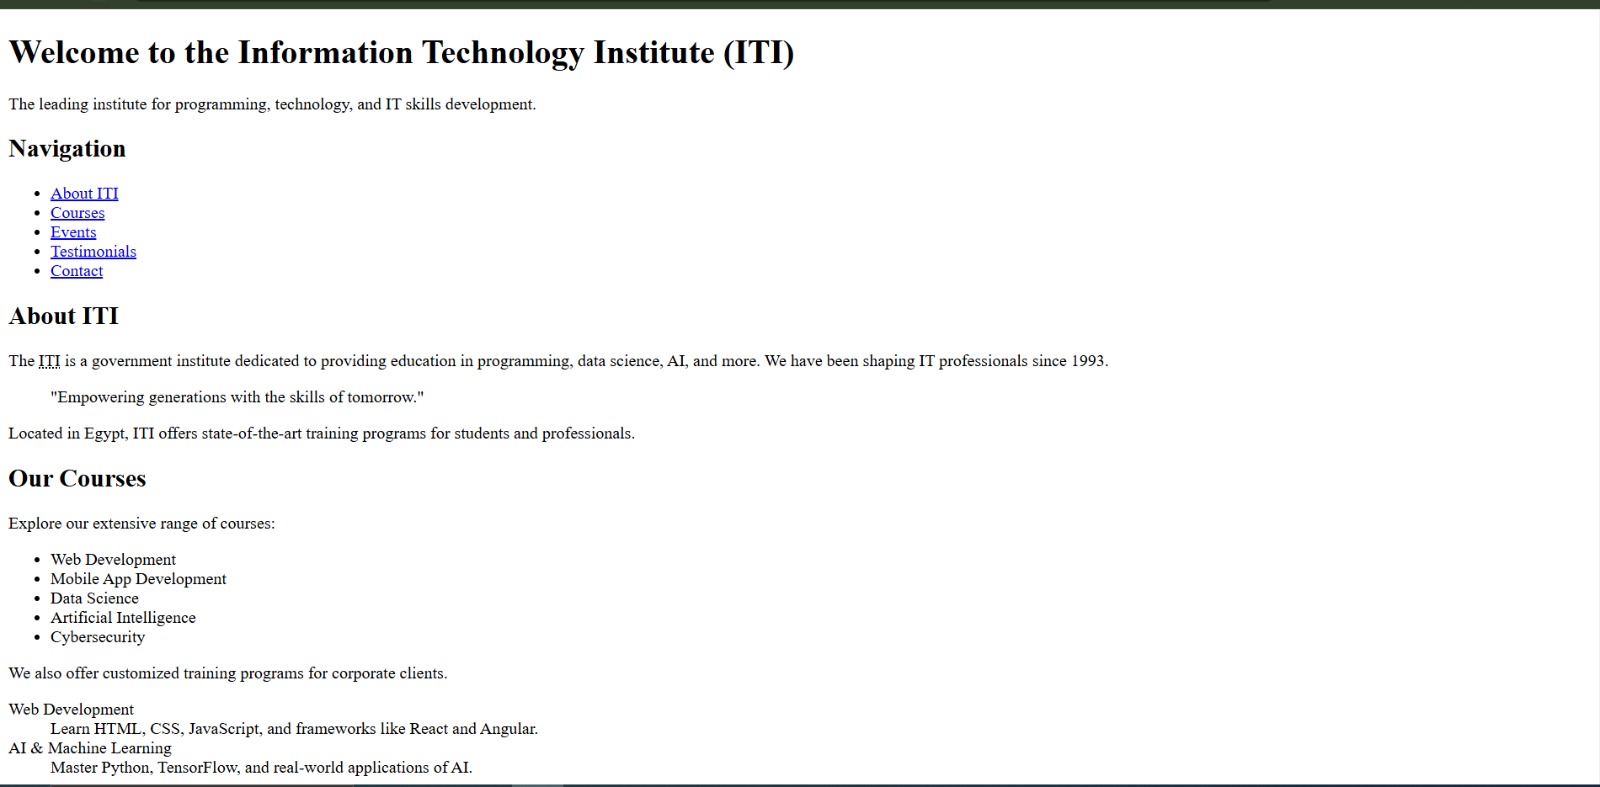 Welcome to the Information Technology Institute (ITI)
The leading institute for programming, technology, and IT skills development.
Navigation
About ITI
Courses
Events
Testimonials
Contact
About ITI
The ITI is a government institute dedicated to providing education in programming, data science, AI, and more. We have been shaping IT professionals since 1993.
"Empowering generations with the skills of tomorrow."
Located in Egypt, ITI offers state-of-the-art training programs for students and professionals.
Our Courses
Explore our extensive range of courses:
Web Development
Mobile App Development
Data Science
Artificial Intelligence
Cybersecurity
We also offer customized training programs for corporate clients.
Web Development
Learn HTML, CSS, JavaScript, and frameworks like React and Angular.
AI & Machine Learning
Master Python, TensorFlow, and real-world applications of AI.